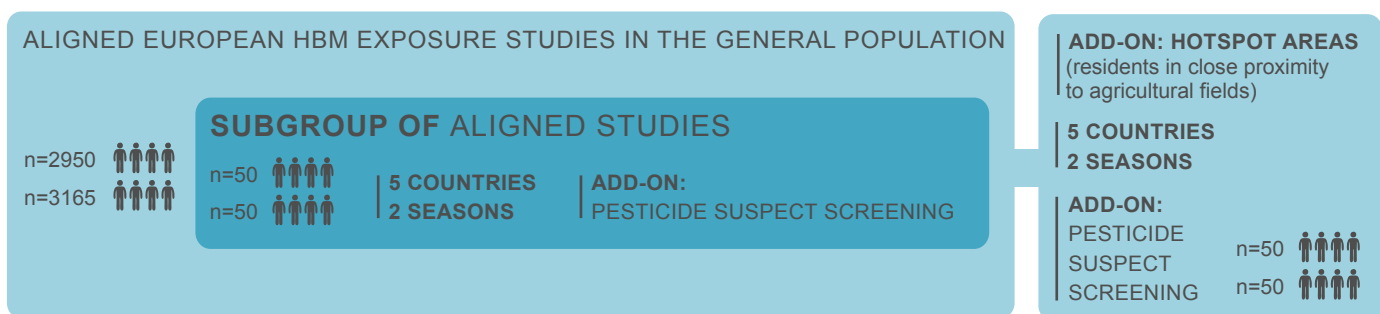 ALIGNED EUROPEAN HBM EXPOSURE STUDIES IN THE GENERAL POPULATION
n=2950
n=3165
SUBGROUP OF ALIGNED STUDIES
n=50
n=50
5 COUNTRIES
2 SEASONS
ADD-ON:
PESTICIDE SUSPECT SCREENING
ADD-ON: HOTSPOT AREAS
(residents in close proximity
to agricultural fields)
5 COUNTRIES
2 SEASONS
ADD-ON:
PESTICIDE
SUSPECT
SCREENING
n=50
n=50